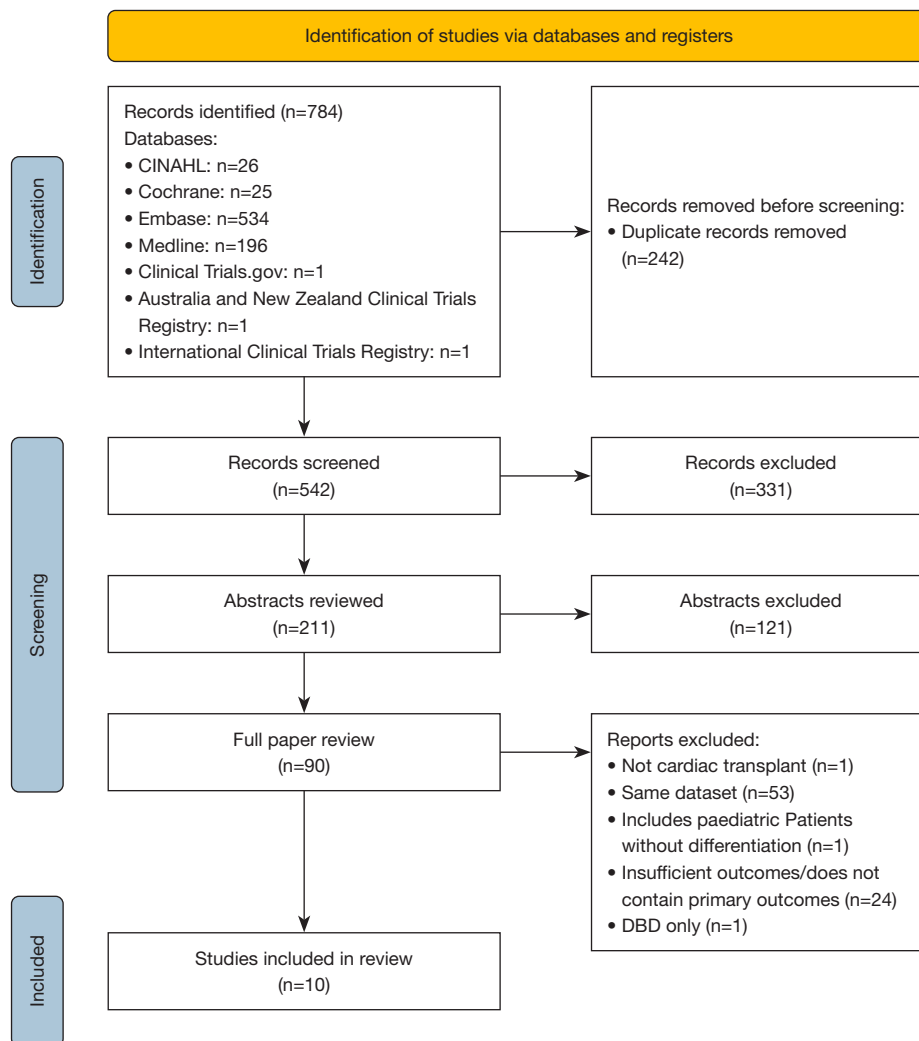 Identification of studies via databases and registers
Identification
Records identified (n=784)
Databases:
• CINAHL: n=26
• Cochrane: n=25
• Embase: n=534
• Medline: n=196
• Clinical Trials.gov: n=1
• Australia and New Zealand Clinical Trials
Registry: n=1
• International Clinical Trials Registry: n=1
Records removed before screening:
• Duplicate records removed
(n=242)
Screening
Records screened
(n=542)
Records excluded
(n=331)
Abstracts reviewed
(n=211)
Abstracts excluded
(n=121)
Full paper review
(n=90)
Reports excluded:
• Not cardiac transplant (n=1)
• Same dataset (n=53)
• Includes paediatric Patients
without differentiation (n=1)
• Insufficient outcomes/does not
contain primary outcomes (n=24)
• DBD only (n=1)
Included
Studies included in review
(n=10)